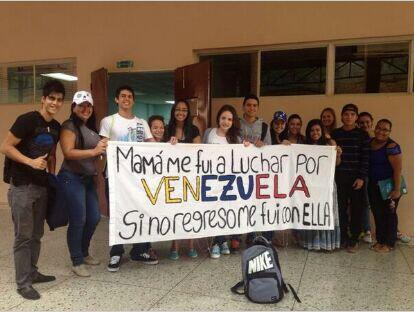 MAMÁ ME FUI A LUCHAR POR
VENEZUELA
SI NO REGRESO ME FUI CON ELLA
NIKE